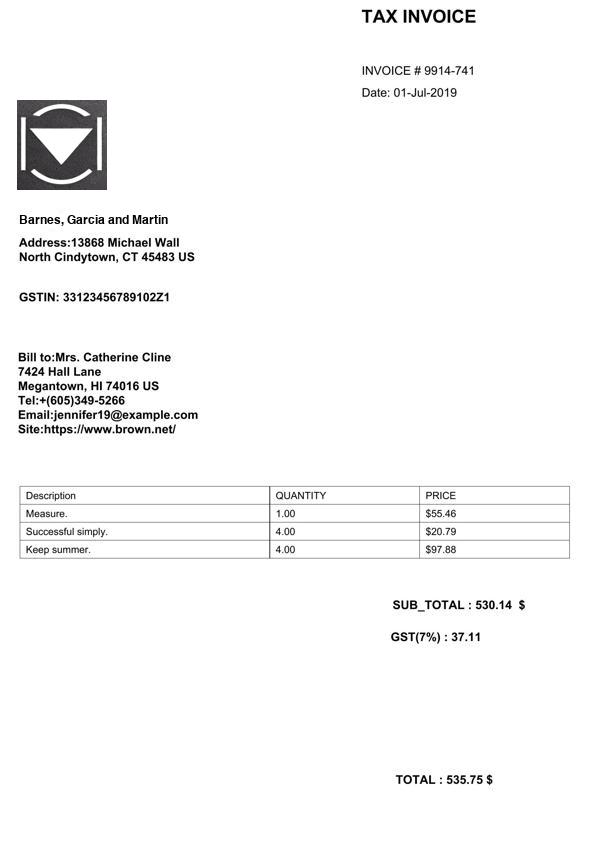 TAX INVOICE
INVOICE # 9914-741
Date: 01-Jul-2019
Barnes, Garcia and Martin
Address:13868 Michael Wall
North Cindytown, CT 45483 US
GSTIN: 33123456789102Z1
Bill to:Mrs. Catherine Cline
7424 Hall Lane
Megantown, HI 74016 US
Tel:+(605)349-5266
Email:jennifer19@example.com
Site:https://www.brown.net/
Description QUANTITY PRICE
Measure. 1.00 $55.46
Successful simply. 4.00 $20.79
Keep summer. 4.00 $97.88
SUB_TOTAL : 530.14 $
GST(7%) : 37.11
TOTAL : 535.75 $